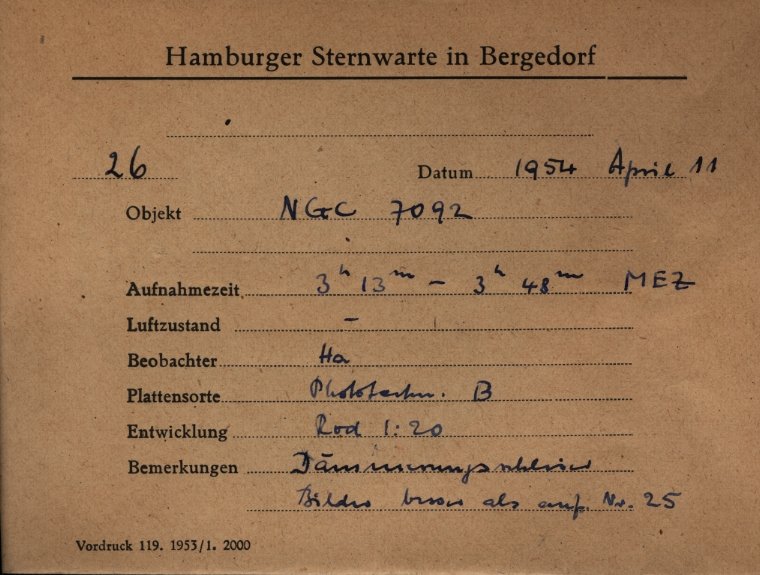 Hamburger Sternwarte in Bergedorf
26 Datum 1954 April 11
Objekt NGC 7092
Aufnahmezeit 3h 13m – 3h 48m MEZ
Luftzustand –
Beobachter Ha
Plattensorte Phototechn. B
Entwicklung Rod 1:20
Bemerkungen Dämmerungsschleier
Bilder besser als auf Nr. 25
Vordruck 119. 1953/1. 2000